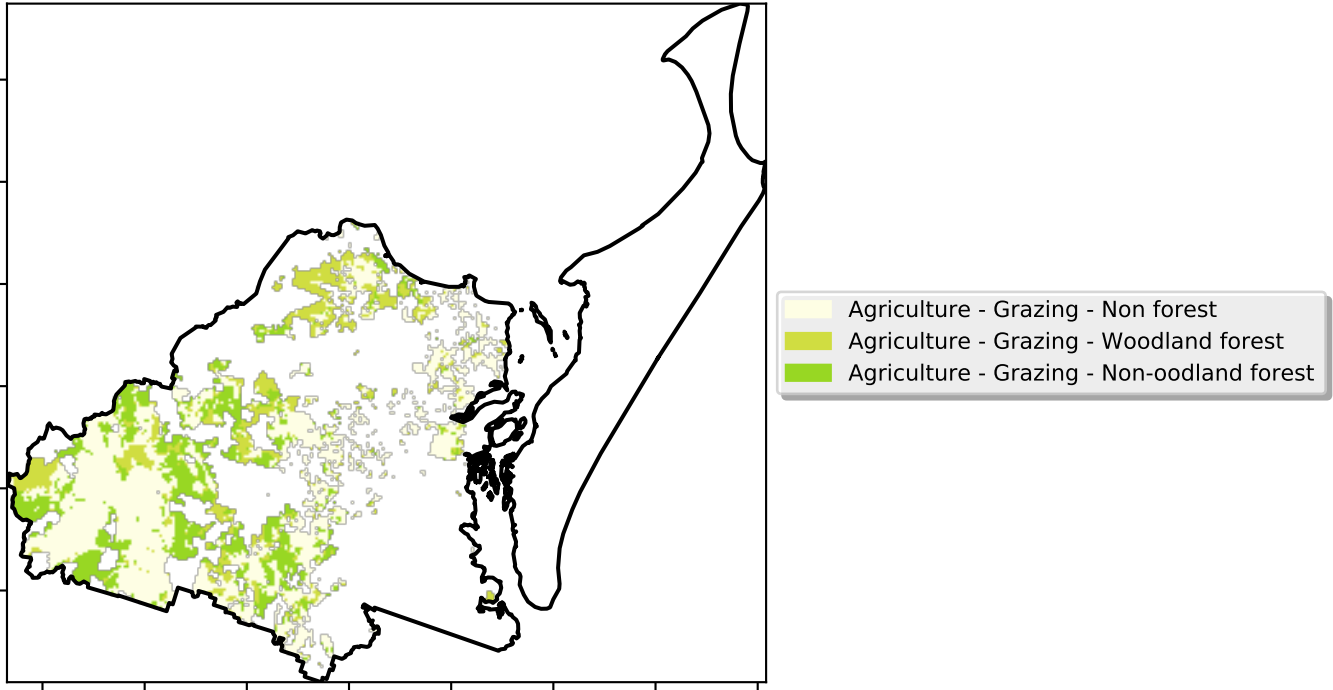 Agriculture - Grazing - Non forest
Agriculture - Grazing - Woodland forest
Agriculture - Grazing - Non-oodland forest